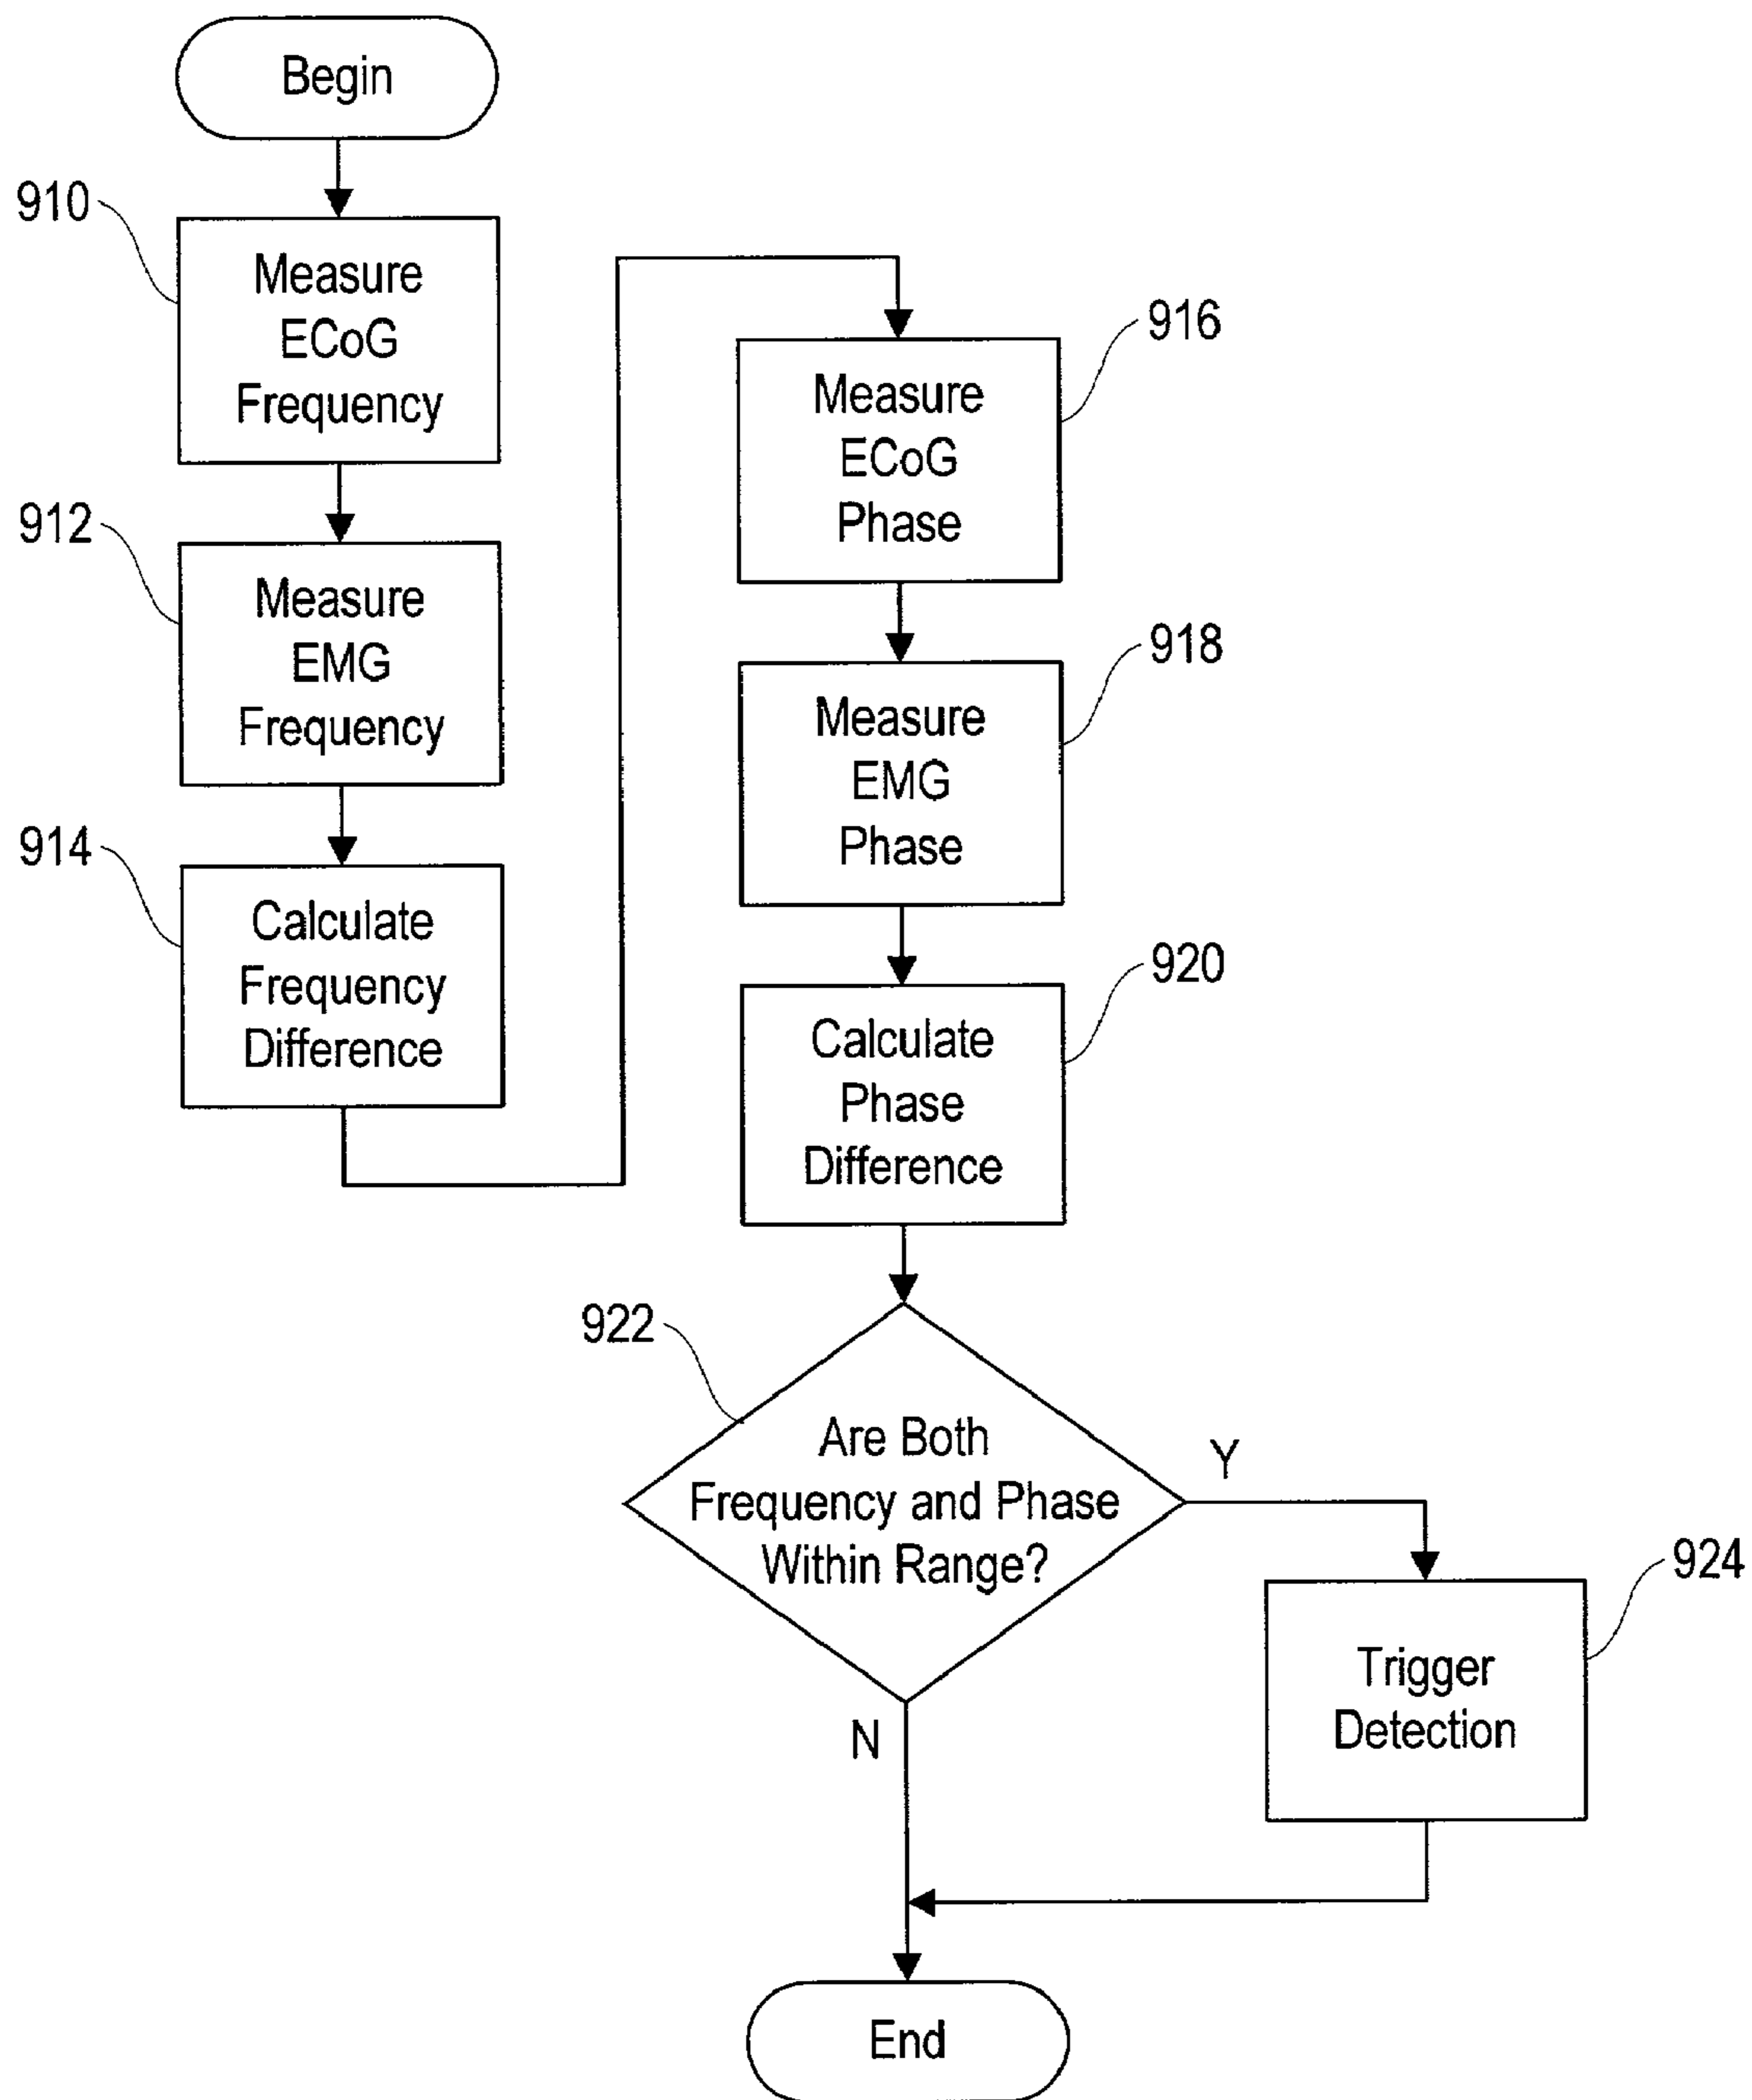 Begin
910
Measure
ECoG
Frequency
912
Measure
EMG
Frequency
914
Calculate
Frequency
Difference
916
Measure
ECoG
Phase
918
Measure
EMG
Phase
920
Calculate
Phase
Difference
922
Are Both
Frequency and Phase
Within Range?
Y
N
924
Trigger
Detection
End